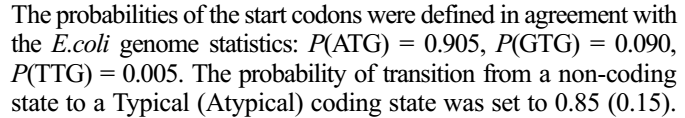 The probabilities of the start codons were defined in agreement with
the E.coli genome statistics: P(ATG) = 0.905, P(GTG) = 0.090,
P(TTG) = 0.005. The probability of transition from a non-coding
state to a Typical (Atypical) coding state was set to 0.85 (0.15).